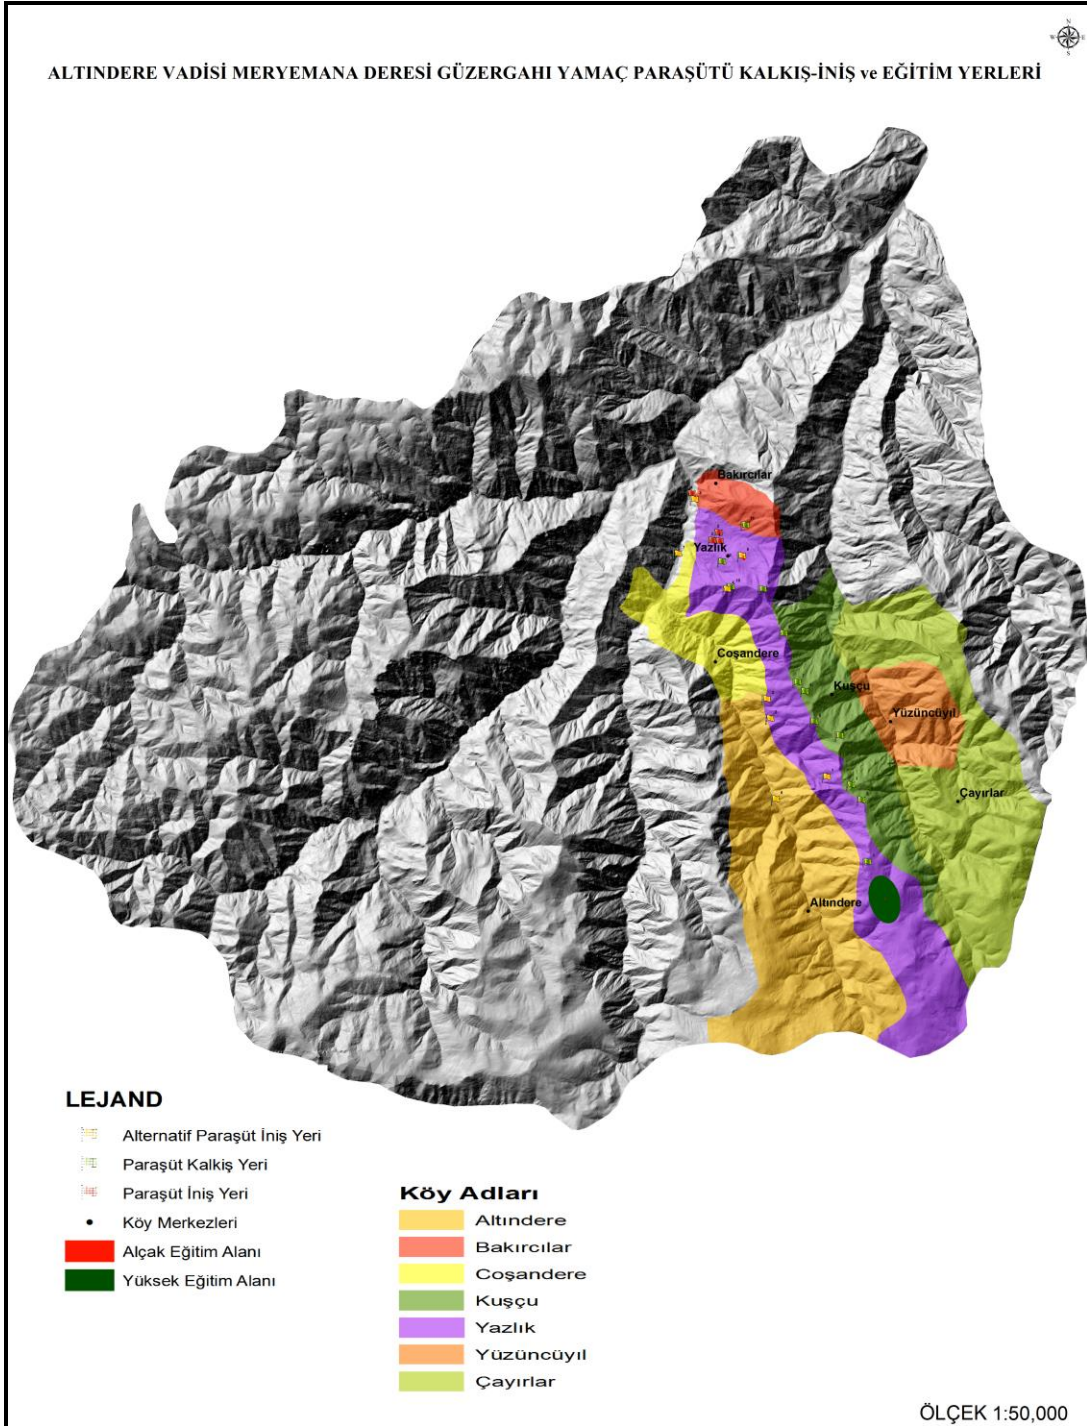 N
W
E
S
ALTINDERE VADİSİ MERYEMANA DERESİ GÜZERGAHI YAMAÇ PARAŞÜTÜ KALKIŞ-İNİŞ ve EĞİTİM YERLERİ
Bakırcılar
Yazlık
Coşandere
Kuşçu
Yüzüncüyıl
Çayırlar
Altındere
LEJAND
Alternatif Paraşüt İniş Yeri
Paraşüt Kalkiş Yeri
Paraşüt İniş Yeri
Köy Merkezleri
Alçak Eğitim Alanı
Yüksek Eğitim Alanı
Köy Adları
Altındere
Bakırcılar
Coşandere
Kuşçu
Yazlık
Yüzüncüyıl
Çayırlar
ÖLÇEK 1:50,000